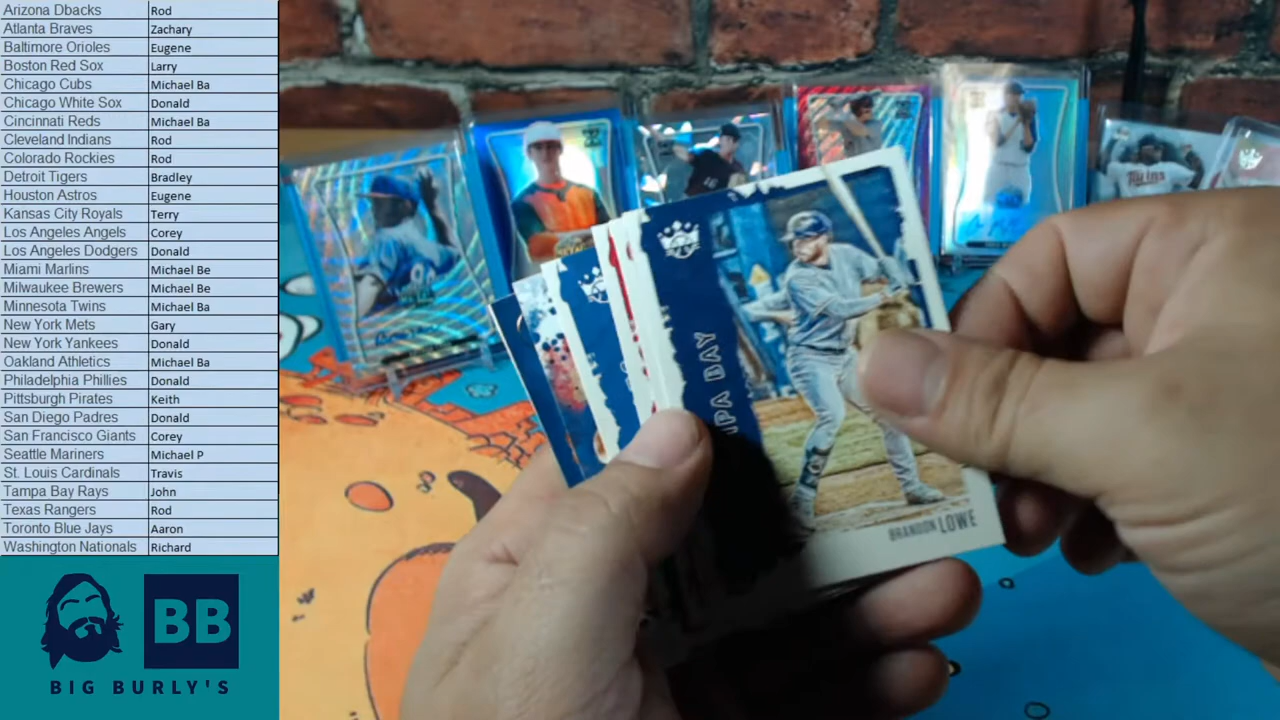 Arizona Dbacks Rod
Atlanta Braves Zachary
Baltimore Orioles Eugene
Boston Red Sox Larry
Chicago Cubs Michael Ba
Chicago White Sox Donald
Cincinnati Reds Michael Ba
Cleveland Indians Rod
Colorado Rockies Rod
Detroit Tigers Bradley
Houston Astros Eugene
Kansas City Royals Terry
Los Angeles Angels Corey
Los Angeles Dodgers Donald
Miami Marlins Michael Be
Milwaukee Brewers Michael Be
Minnesota Twins Michael Ba
New York Mets Gary
New York Yankees Donald
Oakland Athletics Michael Ba
Philadelphia Phillies Donald
Pittsburgh Pirates Keith
San Diego Padres Donald
San Francisco Giants Corey
Seattle Mariners Michael P
St. Louis Cardinals Travis
Tampa Bay Rays John
Texas Rangers Rod
Toronto Blue Jays Aaron
Washington Nationals Richard
BB
BIG BURLY'S
BAY
BRANDON LOWE
Twins